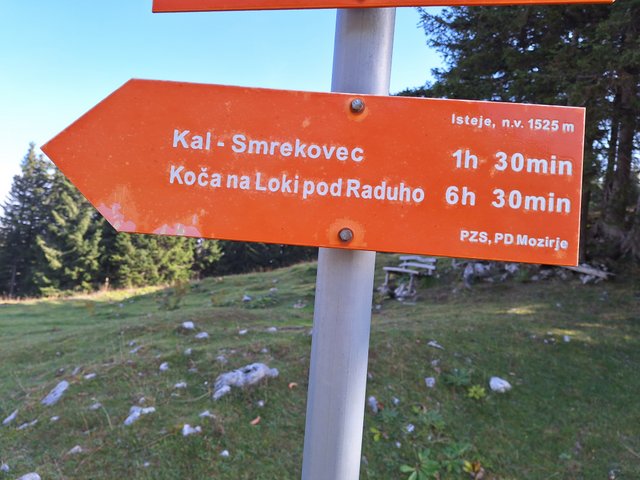 Isteje, n.v. 1525 m
Kal - Smrekovec 1h 30min
Koča na Loki pod Raduho 6h 30min
PZS, PD Mozirje